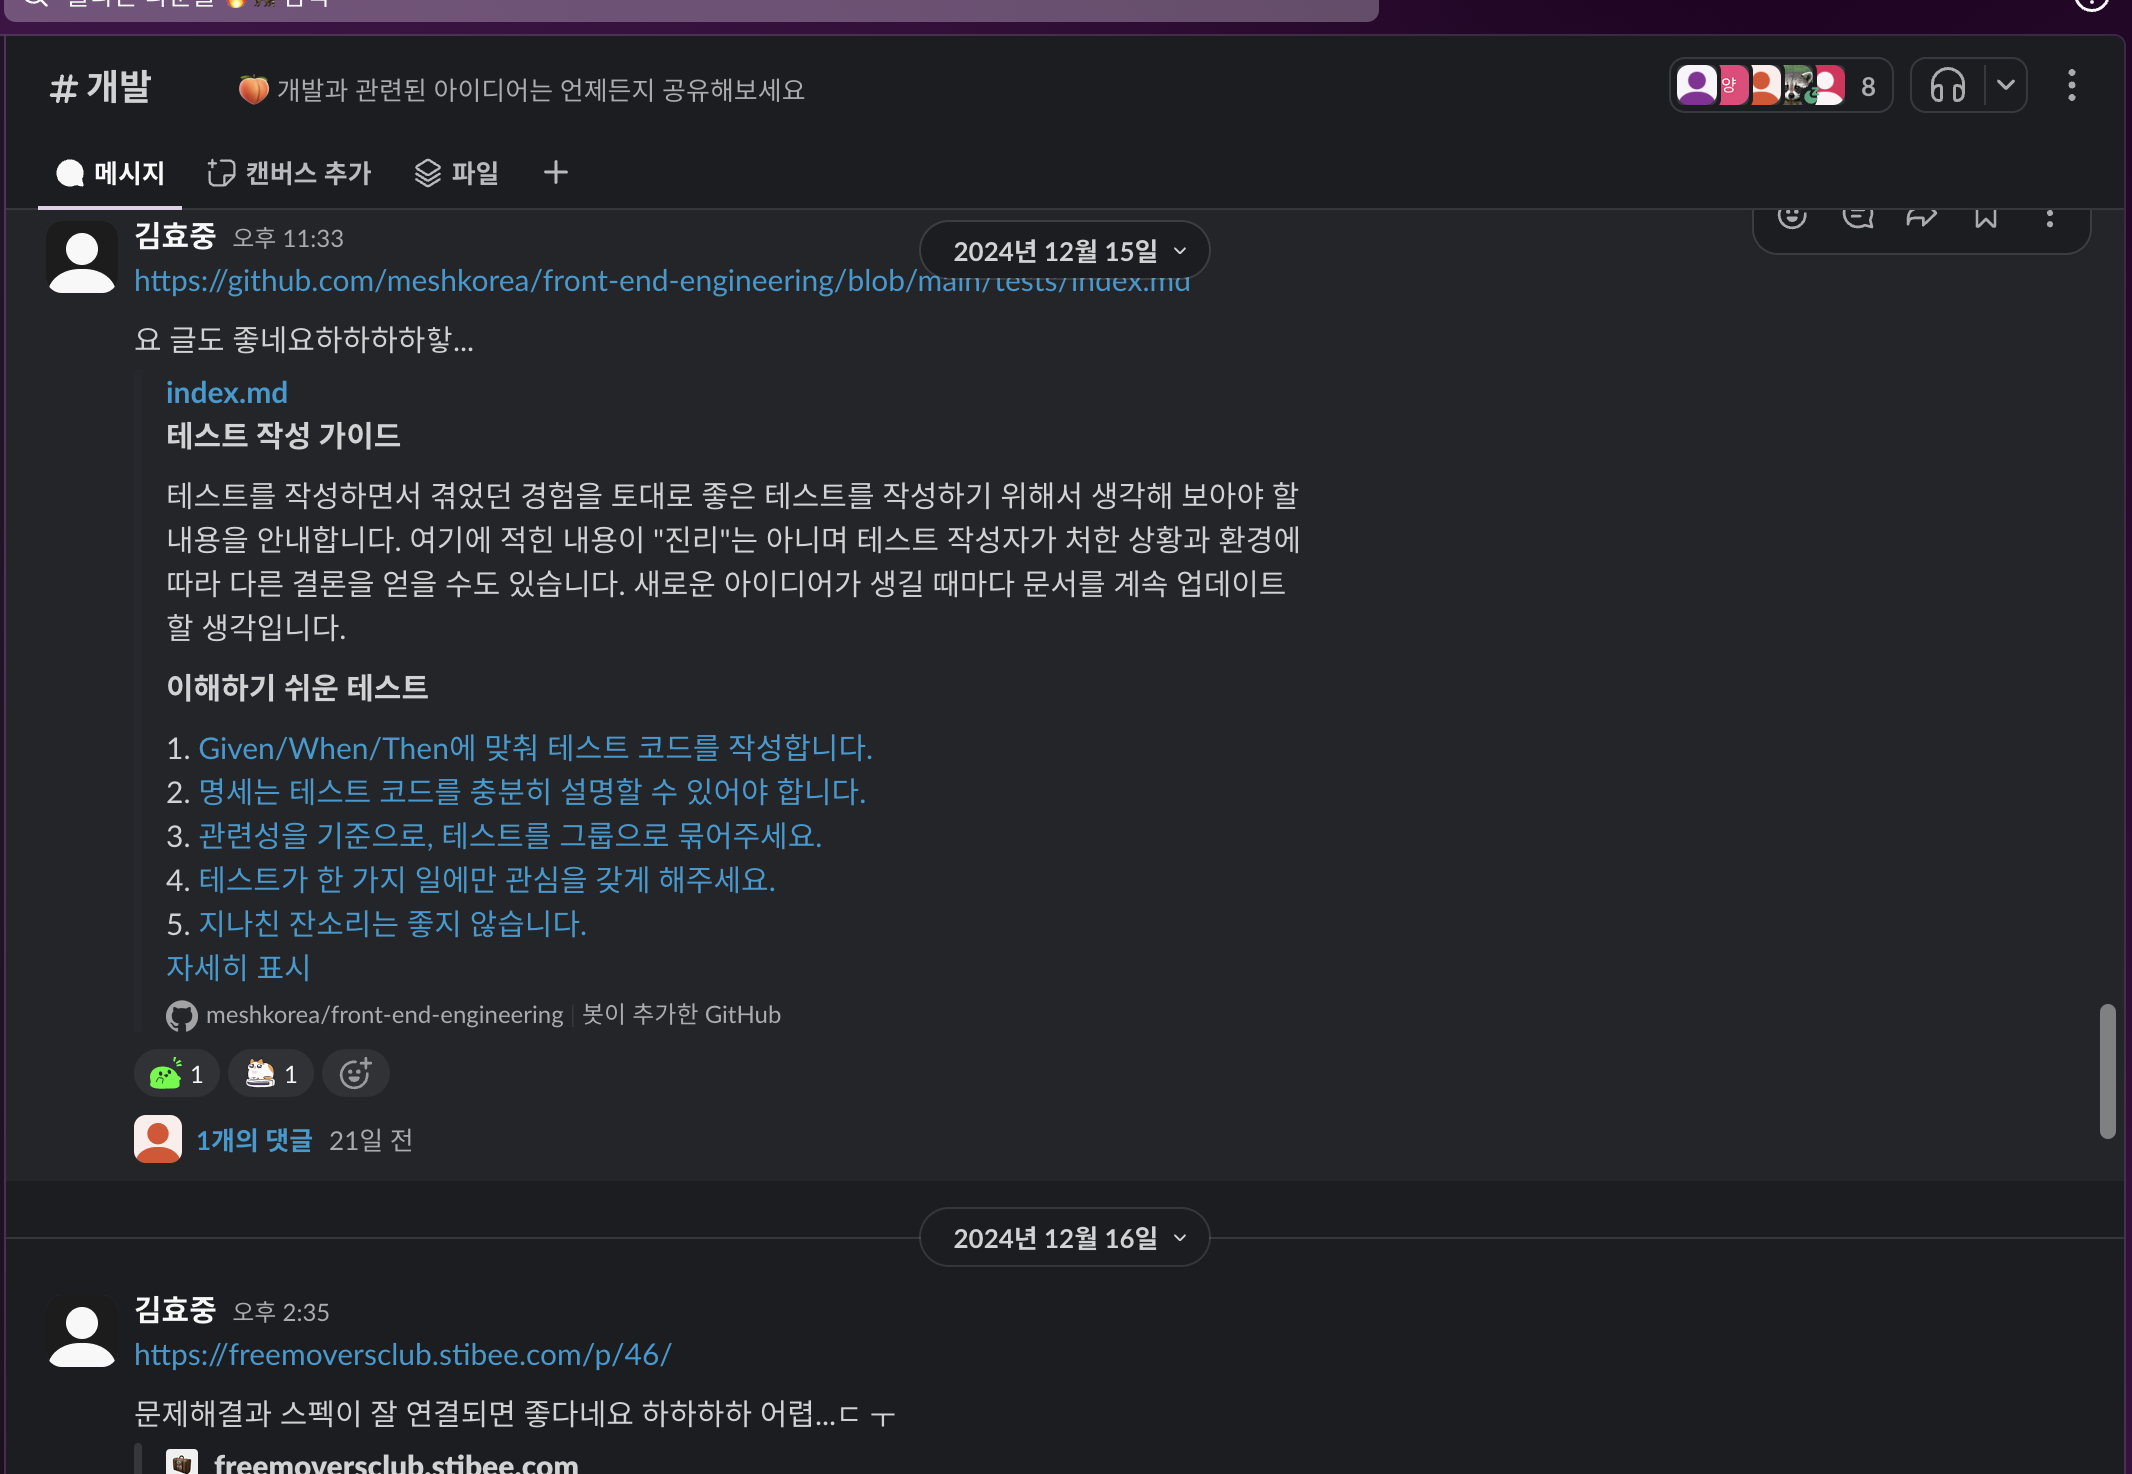 # 개발
🍑 개발과 관련된 아이디어는 언제든지 공유해보세요
양
8
메시지
캔버스 추가
파일
김효중 오후 11:33
2024년 12월 15일
https://github.com/meshkorea/front-end-engineering/blob/main/tests/index.md
요 글도 좋네요하하하하핳...
index.md
테스트 작성 가이드
테스트를 작성하면서 겪었던 경험을 토대로 좋은 테스트를 작성하기 위해서 생각해 보아야 할
내용을 안내합니다. 여기에 적힌 내용이 "진리"는 아니며 테스트 작성자가 처한 상황과 환경에
따라 다른 결론을 얻을 수도 있습니다. 새로운 아이디어가 생길 때마다 문서를 계속 업데이트
할 생각입니다.
이해하기 쉬운 테스트
1. Given/When/Then에 맞춰 테스트 코드를 작성합니다.
2. 명세는 테스트 코드를 충분히 설명할 수 있어야 합니다.
3. 관련성을 기준으로, 테스트를 그룹으로 묶어주세요.
4. 테스트가 한 가지 일에만 관심을 갖게 해주세요.
5. 지나친 잔소리는 좋지 않습니다.
자세히 표시
meshkorea/front-end-engineering | 봇이 추가한 GitHub
1
1
1개의 댓글 21일 전
2024년 12월 16일
김효중 오후 2:35
https://freemoversclub.stibee.com/p/46/
문제해결과 스펙이 잘 연결되면 좋다네요 하하하하 어렵...ㄷ ㅜ
freemoversclub.stibee.com